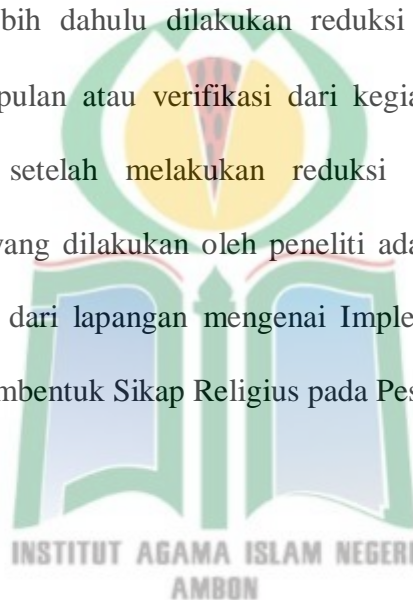 bih dahulu dilakukan reduksi
pulan atau verifikasi dari kegia
setelah melakukan reduksi
yang dilakukan oleh peneliti ada
dari lapangan mengenai Imple
mbentuk Sikap Religius pada Pes
INSTITUT AGAMA ISLAM NEGERI
AMBON